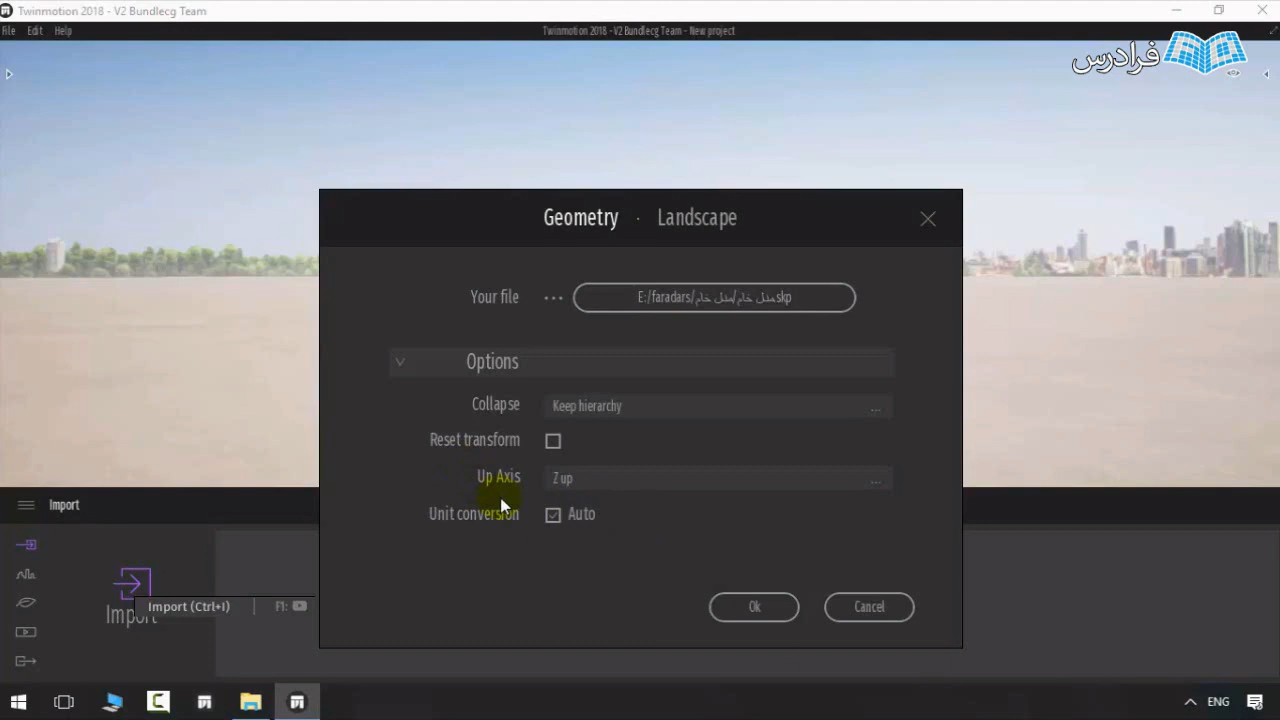 Twinmotion 2018 - V2 Bundlecg Team
File Edit Help
Twinmotion 2018 - V2 Bundlecg Team - New project
فرادرس
Geometry · Landscape
Your file ... E:/faradars/منزل خام/منزل خام.skp
Options
Collapse Keep hierarchy ...
Reset transform
Up Axis Z up ...
Unit conversion Auto
Ok Cancel
Import
Import
Import (Ctrl+I) F1:
ENG